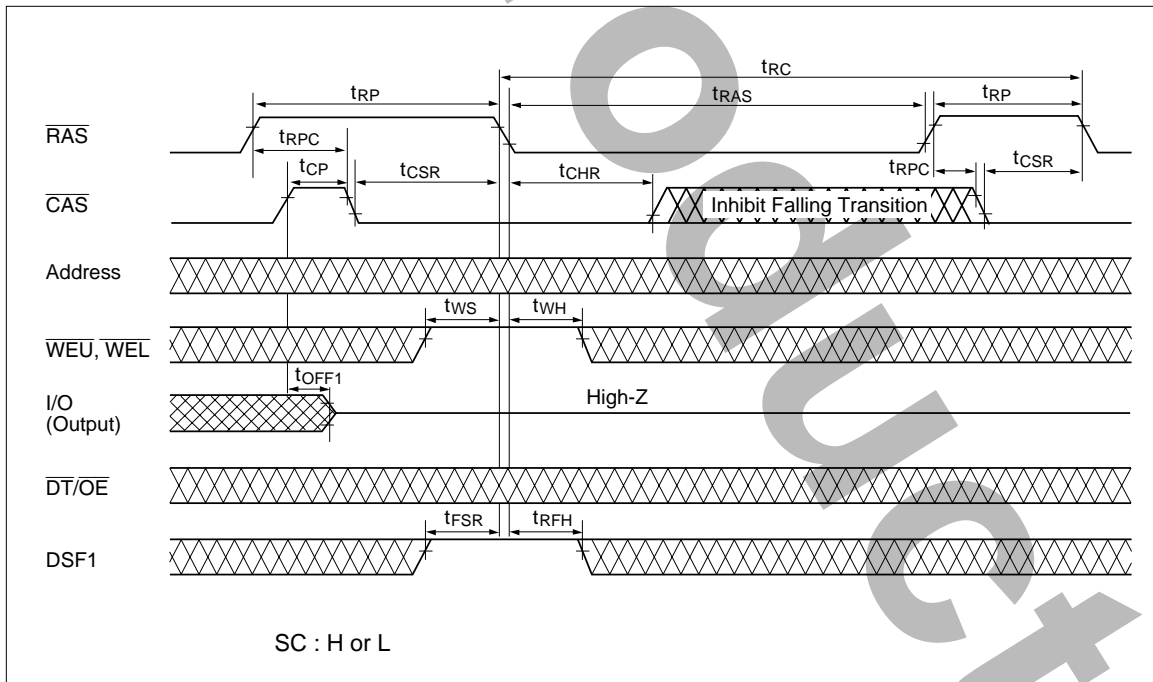 tRC
tRP tRAS tRP
RAS
tRPC
tCP tCSR tCHR tRPC tCSR
CAS
Inhibit Falling Transition
Address
tWS tWH
WEU, WEL
tOFF1
I/O
(Output)
High-Z
DT/OE
tFSR tRFH
DSF1
SC : H or L
oduct